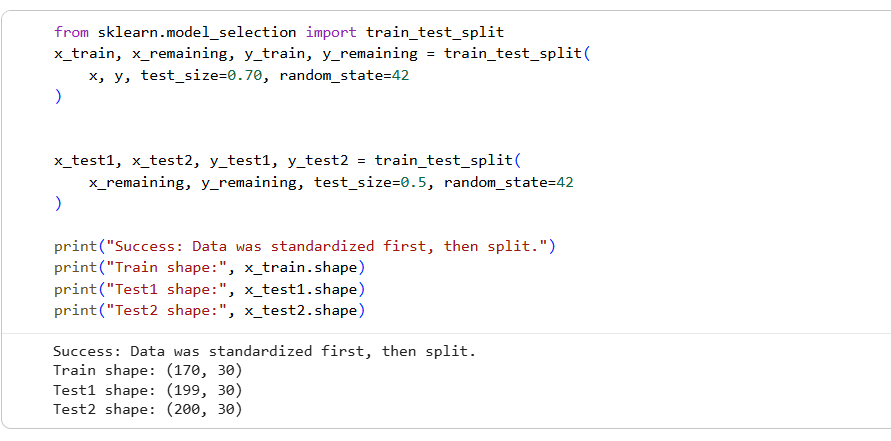 from sklearn.model_selection import train_test_split
x_train, x_remaining, y_train, y_remaining = train_test_split(
    x, y, test_size=0.70, random_state=42
)
x_test1, x_test2, y_test1, y_test2 = train_test_split(
    x_remaining, y_remaining, test_size=0.5, random_state=42
)
print("Success: Data was standardized first, then split.")
print("Train shape:", x_train.shape)
print("Test1 shape:", x_test1.shape)
print("Test2 shape:", x_test2.shape)
Success: Data was standardized first, then split.
Train shape: (170, 30)
Test1 shape: (199, 30)
Test2 shape: (200, 30)